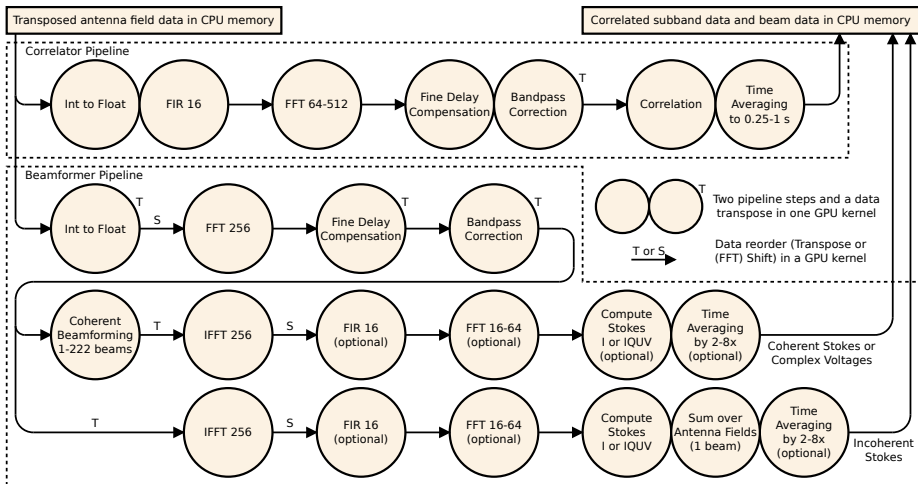 Transposed antenna field data in CPU memory
Correlated subband data and beam data in CPU memory
Correlator Pipeline
Int to Float
FIR 16
FFT 64-512
Fine Delay
Compensation
Bandpass
Correction
T
Correlation
Time
Averaging
to 0.25-1 s
Beamformer Pipeline
Int to Float
T
S
FFT 256
Fine Delay
Compensation
T
Bandpass
Correction
T
T
Two pipeline steps and a data
transpose in one GPU kernel
T or S
Data reorder (Transpose or
(FFT) Shift) in a GPU kernel
Coherent
Beamforming
1-222 beams
T
IFFT 256
S
FIR 16
(optional)
FFT 16-64
(optional)
Compute
Stokes
I or IQUV
(optional)
Time
Averaging
by 2-8x
(optional)
Coherent Stokes or
Complex Voltages
T
IFFT 256
S
FIR 16
(optional)
FFT 16-64
(optional)
Compute
Stokes
I or IQUV
Sum over
Antenna Fields
(1 beam)
Time
Averaging
by 2-8x
(optional)
Incoherent
Stokes